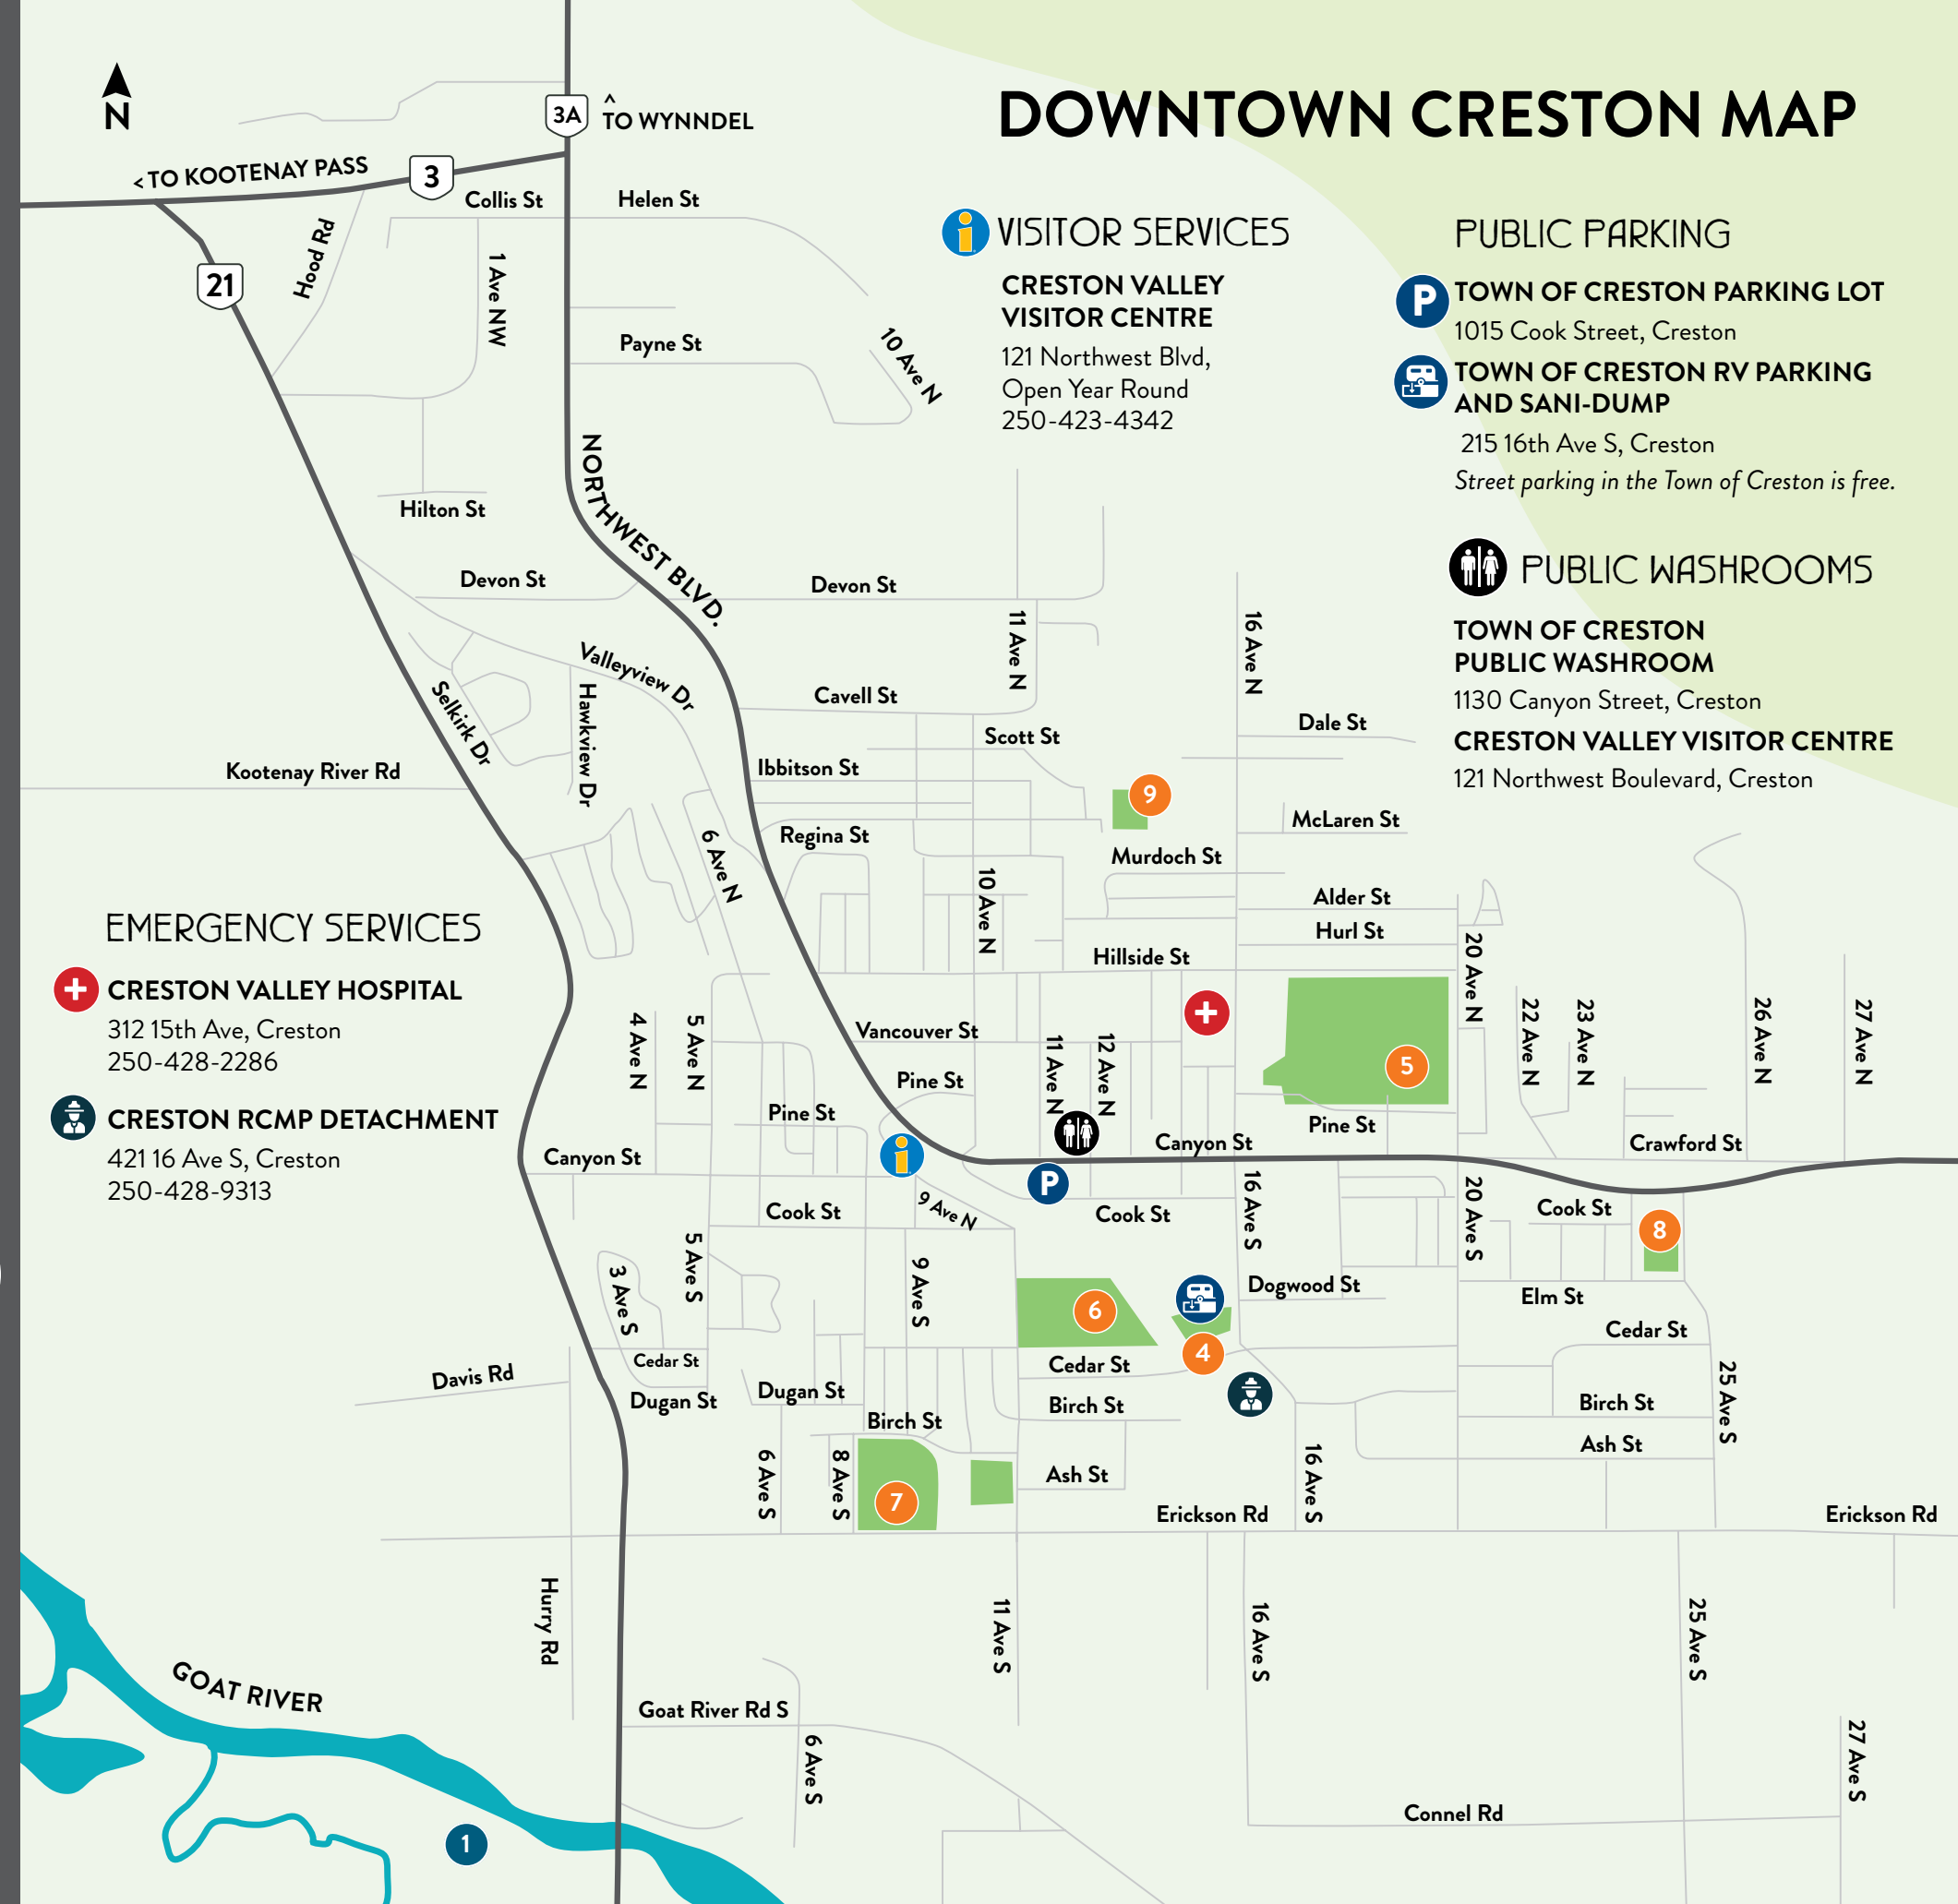 DOWNTOWN CRESTON MAP
N
3A
^
TO WYNNDEL
< TO KOOTENAY PASS
3
21
Collis St
Helen St
Hood Rd
1 Ave NW
Payne St
10 Ave N
NORTHWEST BLVD.
Hilton St
Devon St
Devon St
VISITOR SERVICES
CRESTON VALLEY
VISITOR CENTRE
121 Northwest Blvd,
Open Year Round
250-423-4342
PUBLIC PARKING
P
TOWN OF CRESTON PARKING LOT
1015 Cook Street, Creston
TOWN OF CRESTON RV PARKING
AND SANI-DUMP
215 16th Ave S, Creston
Street parking in the Town of Creston is free.
PUBLIC WASHROOMS
TOWN OF CRESTON
PUBLIC WASHROOM
1130 Canyon Street, Creston
CRESTON VALLEY VISITOR CENTRE
121 Northwest Boulevard, Creston
11 Ave N
16 Ave N
Valleyview Dr
Selkirk Dr
Hawkview Dr
Cavell St
Scott St
Dale St
Kootenay River Rd
Ibbitson St
9
Regina St
McLaren St
6 Ave N
Murdoch St
10 Ave N
Alder St
Hurl St
20 Ave N
Hillside St
EMERGENCY SERVICES
CRESTON VALLEY HOSPITAL
312 15th Ave, Creston
250-428-2286
CRESTON RCMP DETACHMENT
421 16 Ave S, Creston
250-428-9313
4 Ave N
5 Ave N
Vancouver St
11 Ave N
12 Ave N
5
22 Ave N
23 Ave N
26 Ave N
27 Ave N
Pine St
Pine St
Pine St
Canyon St
Canyon St
Crawford St
i
P
9 Ave N
Cook St
Cook St
16 Ave S
20 Ave S
Cook St
8
5 Ave S
3 Ave S
9 Ave S
6
4
Dogwood St
Elm St
Cedar St
Cedar St
Cedar St
25 Ave S
Davis Rd
Dugan St
Dugan St
Birch St
Birch St
Birch St
Ash St
Ash St
6 Ave S
8 Ave S
7
16 Ave S
Erickson Rd
Erickson Rd
Hurry Rd
11 Ave S
16 Ave S
25 Ave S
GOAT RIVER
Goat River Rd S
6 Ave S
27 Ave S
Connel Rd
1